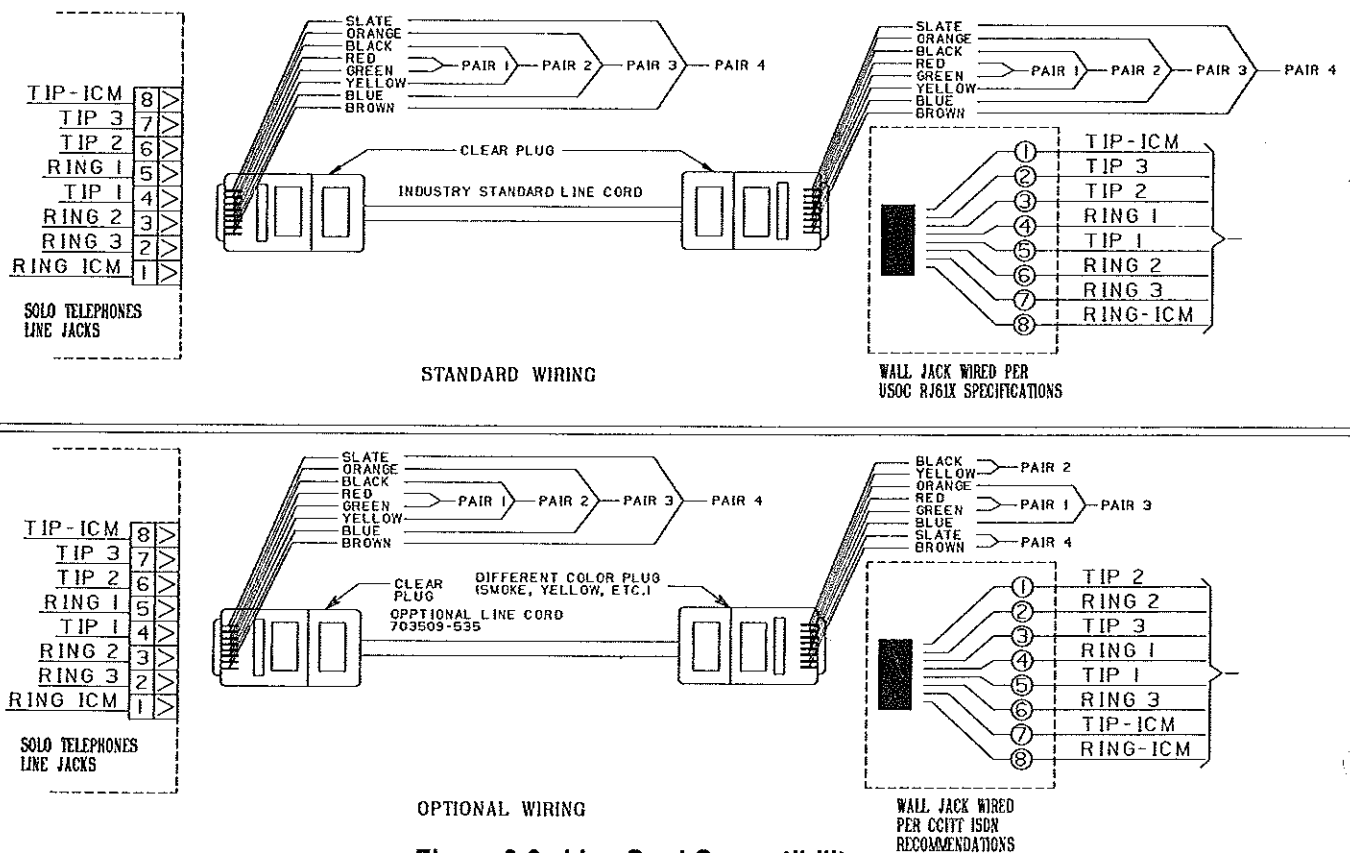 SLATE
ORANGE
BLACK
RED
GREEN
YELLOW
BLUE
BROWN
PAIR 1
PAIR 2
PAIR 3
PAIR 4
SLATE
ORANGE
BLACK
RED
GREEN
YELLOW
BLUE
BROWN
PAIR 1
PAIR 2
PAIR 3
PAIR 4
TIP-ICM 8
TIP 3 7
TIP 2 6
RING 1 5
TIP 1 4
RING 2 3
RING 3 2
RING ICM 1
SOLO TELEPHONES
LINE JACKS
CLEAR PLUG
INDUSTRY STANDARD LINE CORD
1 TIP-ICM
2 TIP 3
3 TIP 2
4 RING 1
5 TIP 1
6 RING 2
7 RING 3
8 RING-ICM
STANDARD WIRING
WALL JACK WIRED PER
USOC RJ61X SPECIFICATIONS
SLATE
ORANGE
BLACK
RED
GREEN
YELLOW
BLUE
BROWN
PAIR 1
PAIR 2
PAIR 3
PAIR 4
BLACK
YELLOW
ORANGE
RED
GREEN
BLUE
SLATE
BROWN
PAIR 2
PAIR 1
PAIR 3
PAIR 4
TIP-ICM 8
TIP 3 7
TIP 2 6
RING 1 5
TIP 1 4
RING 2 3
RING 3 2
RING ICM 1
SOLO TELEPHONES
LINE JACKS
CLEAR
PLUG
DIFFERENT COLOR PLUG
(SMOKE, YELLOW, ETC.)
OPPTIONAL LINE CORD
703509-535
1 TIP 2
2 RING 2
3 TIP 3
4 RING 1
5 TIP 1
6 RING 3
7 TIP-ICM
8 RING-ICM
OPTIONAL WIRING
WALL JACK WIRED
PER CCITT ISDN
RECOMMENDATIONS